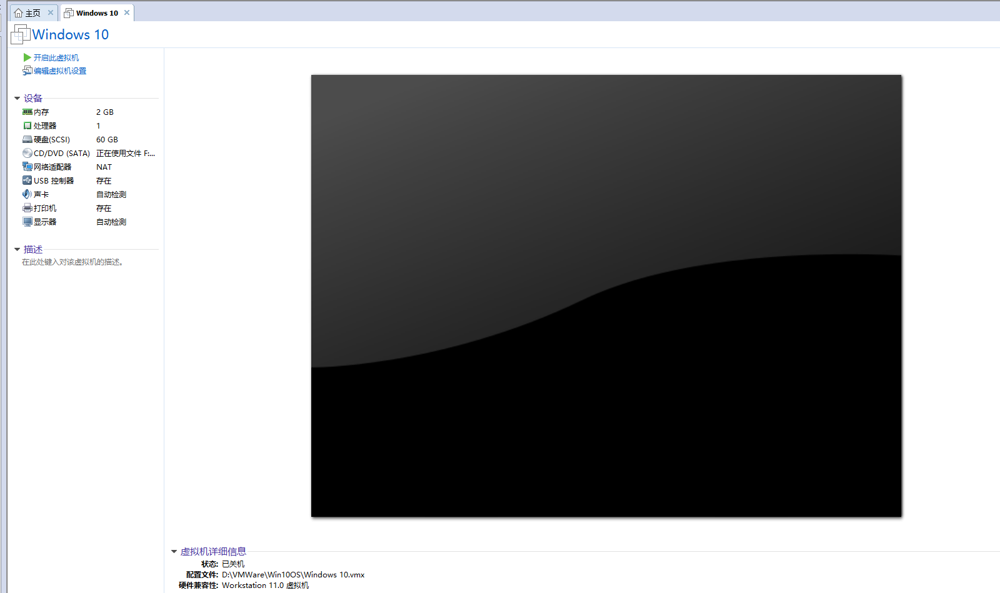 主页
Windows 10
Windows 10
开启此虚拟机
编辑虚拟机设置
设备
内存 2 GB
处理器 1
硬盘(SCSI) 60 GB
CD/DVD (SATA) 正在使用文件 F:...
网络适配器 NAT
USB 控制器 存在
声卡 自动检测
打印机 存在
显示器 自动检测
描述
在此处键入对该虚拟机的描述。
虚拟机详细信息
状态: 已关机
配置文件: D:\VMWare\Win10OS\Windows 10.vmx
硬件兼容性: Workstation 11.0 虚拟机